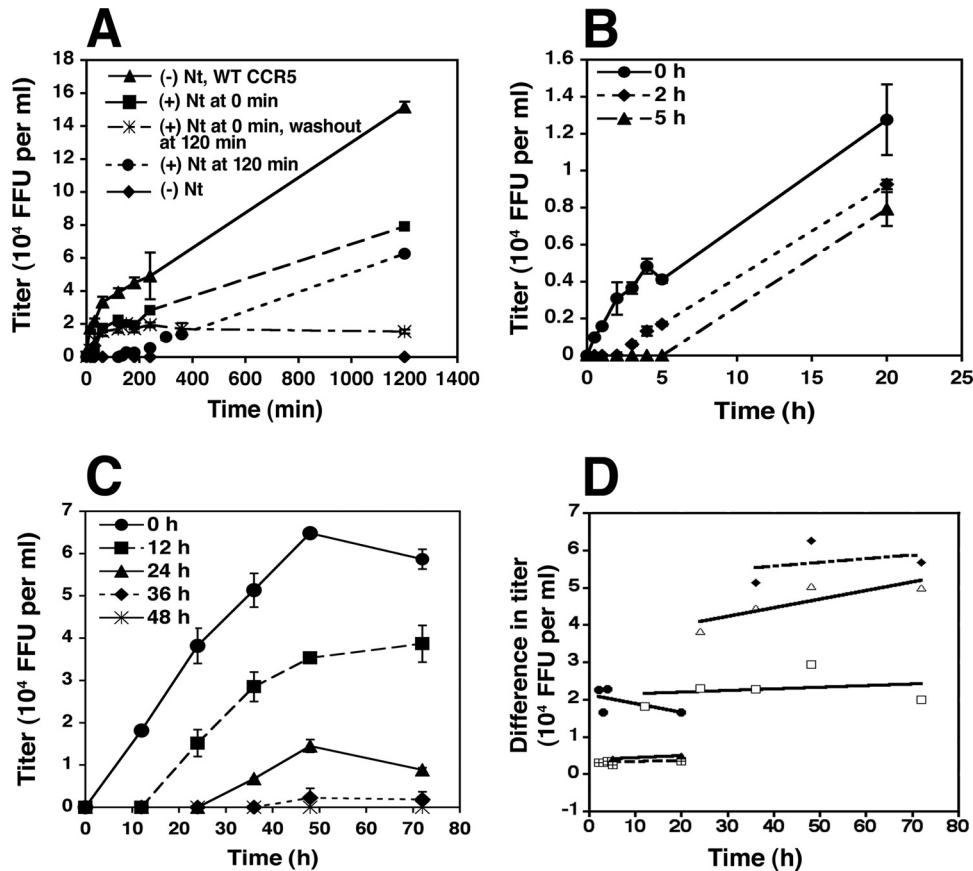 A
18
16
14
12
10
8
6
4
2
0
Titer (10⁴ FFU per ml)
(-) Nt, WT CCR5
(+) Nt at 0 min
(+) Nt at 0 min, washout
at 120 min
(+) Nt at 120 min
(-) Nt
0 200 400 600 800 1000 1200 1400
Time (min)
B
1.6
1.4
1.2
1
0.8
0.6
0.4
0.2
0
Titer (10⁴ FFU per ml)
0 h
2 h
5 h
0 5 10 15 20 25
Time (h)
C
7
6
5
4
3
2
1
0
Titer (10⁴ FFU per ml)
0 h
12 h
24 h
36 h
48 h
0 10 20 30 40 50 60 70 80
Time (h)
D
7
6
5
4
3
2
1
0
-1
Difference in titer
(10⁴ FFU per ml)
0 10 20 30 40 50 60 70 80
Time (h)